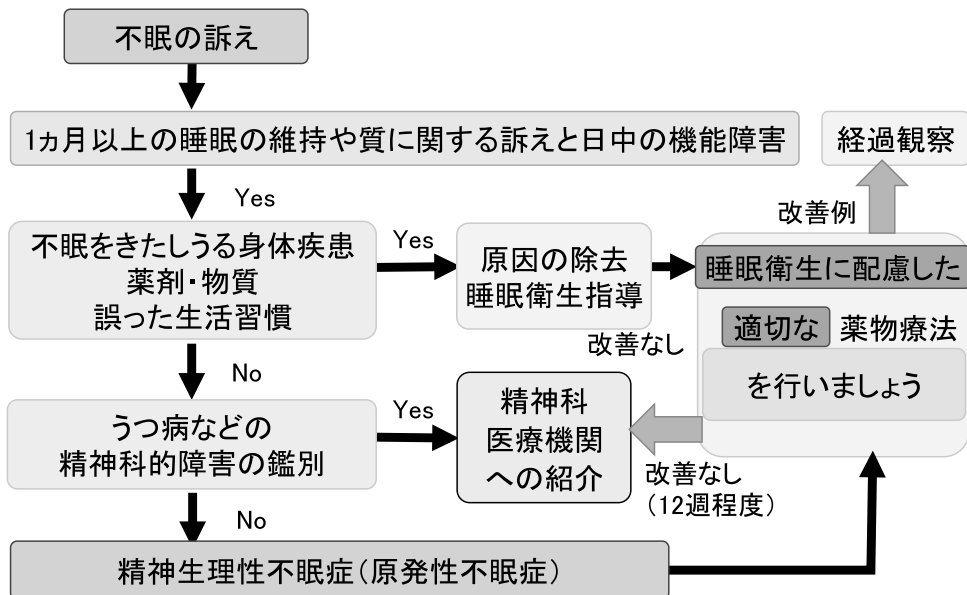 不眠の訴え
1ヵ月以上の睡眠の維持や質に関する訴えと日中の機能障害
経過観察
Yes
改善例
不眠をきたしうる身体疾患
薬剤・物質
誤った生活習慣
Yes
原因の除去
睡眠衛生指導
睡眠衛生に配慮した
適切な 薬物療法
を行いましょう
改善なし
No
うつ病などの
精神科的障害の鑑別
Yes
精神科
医療機関
への紹介
改善なし
（12週程度）
No
精神生理性不眠症（原発性不眠症）